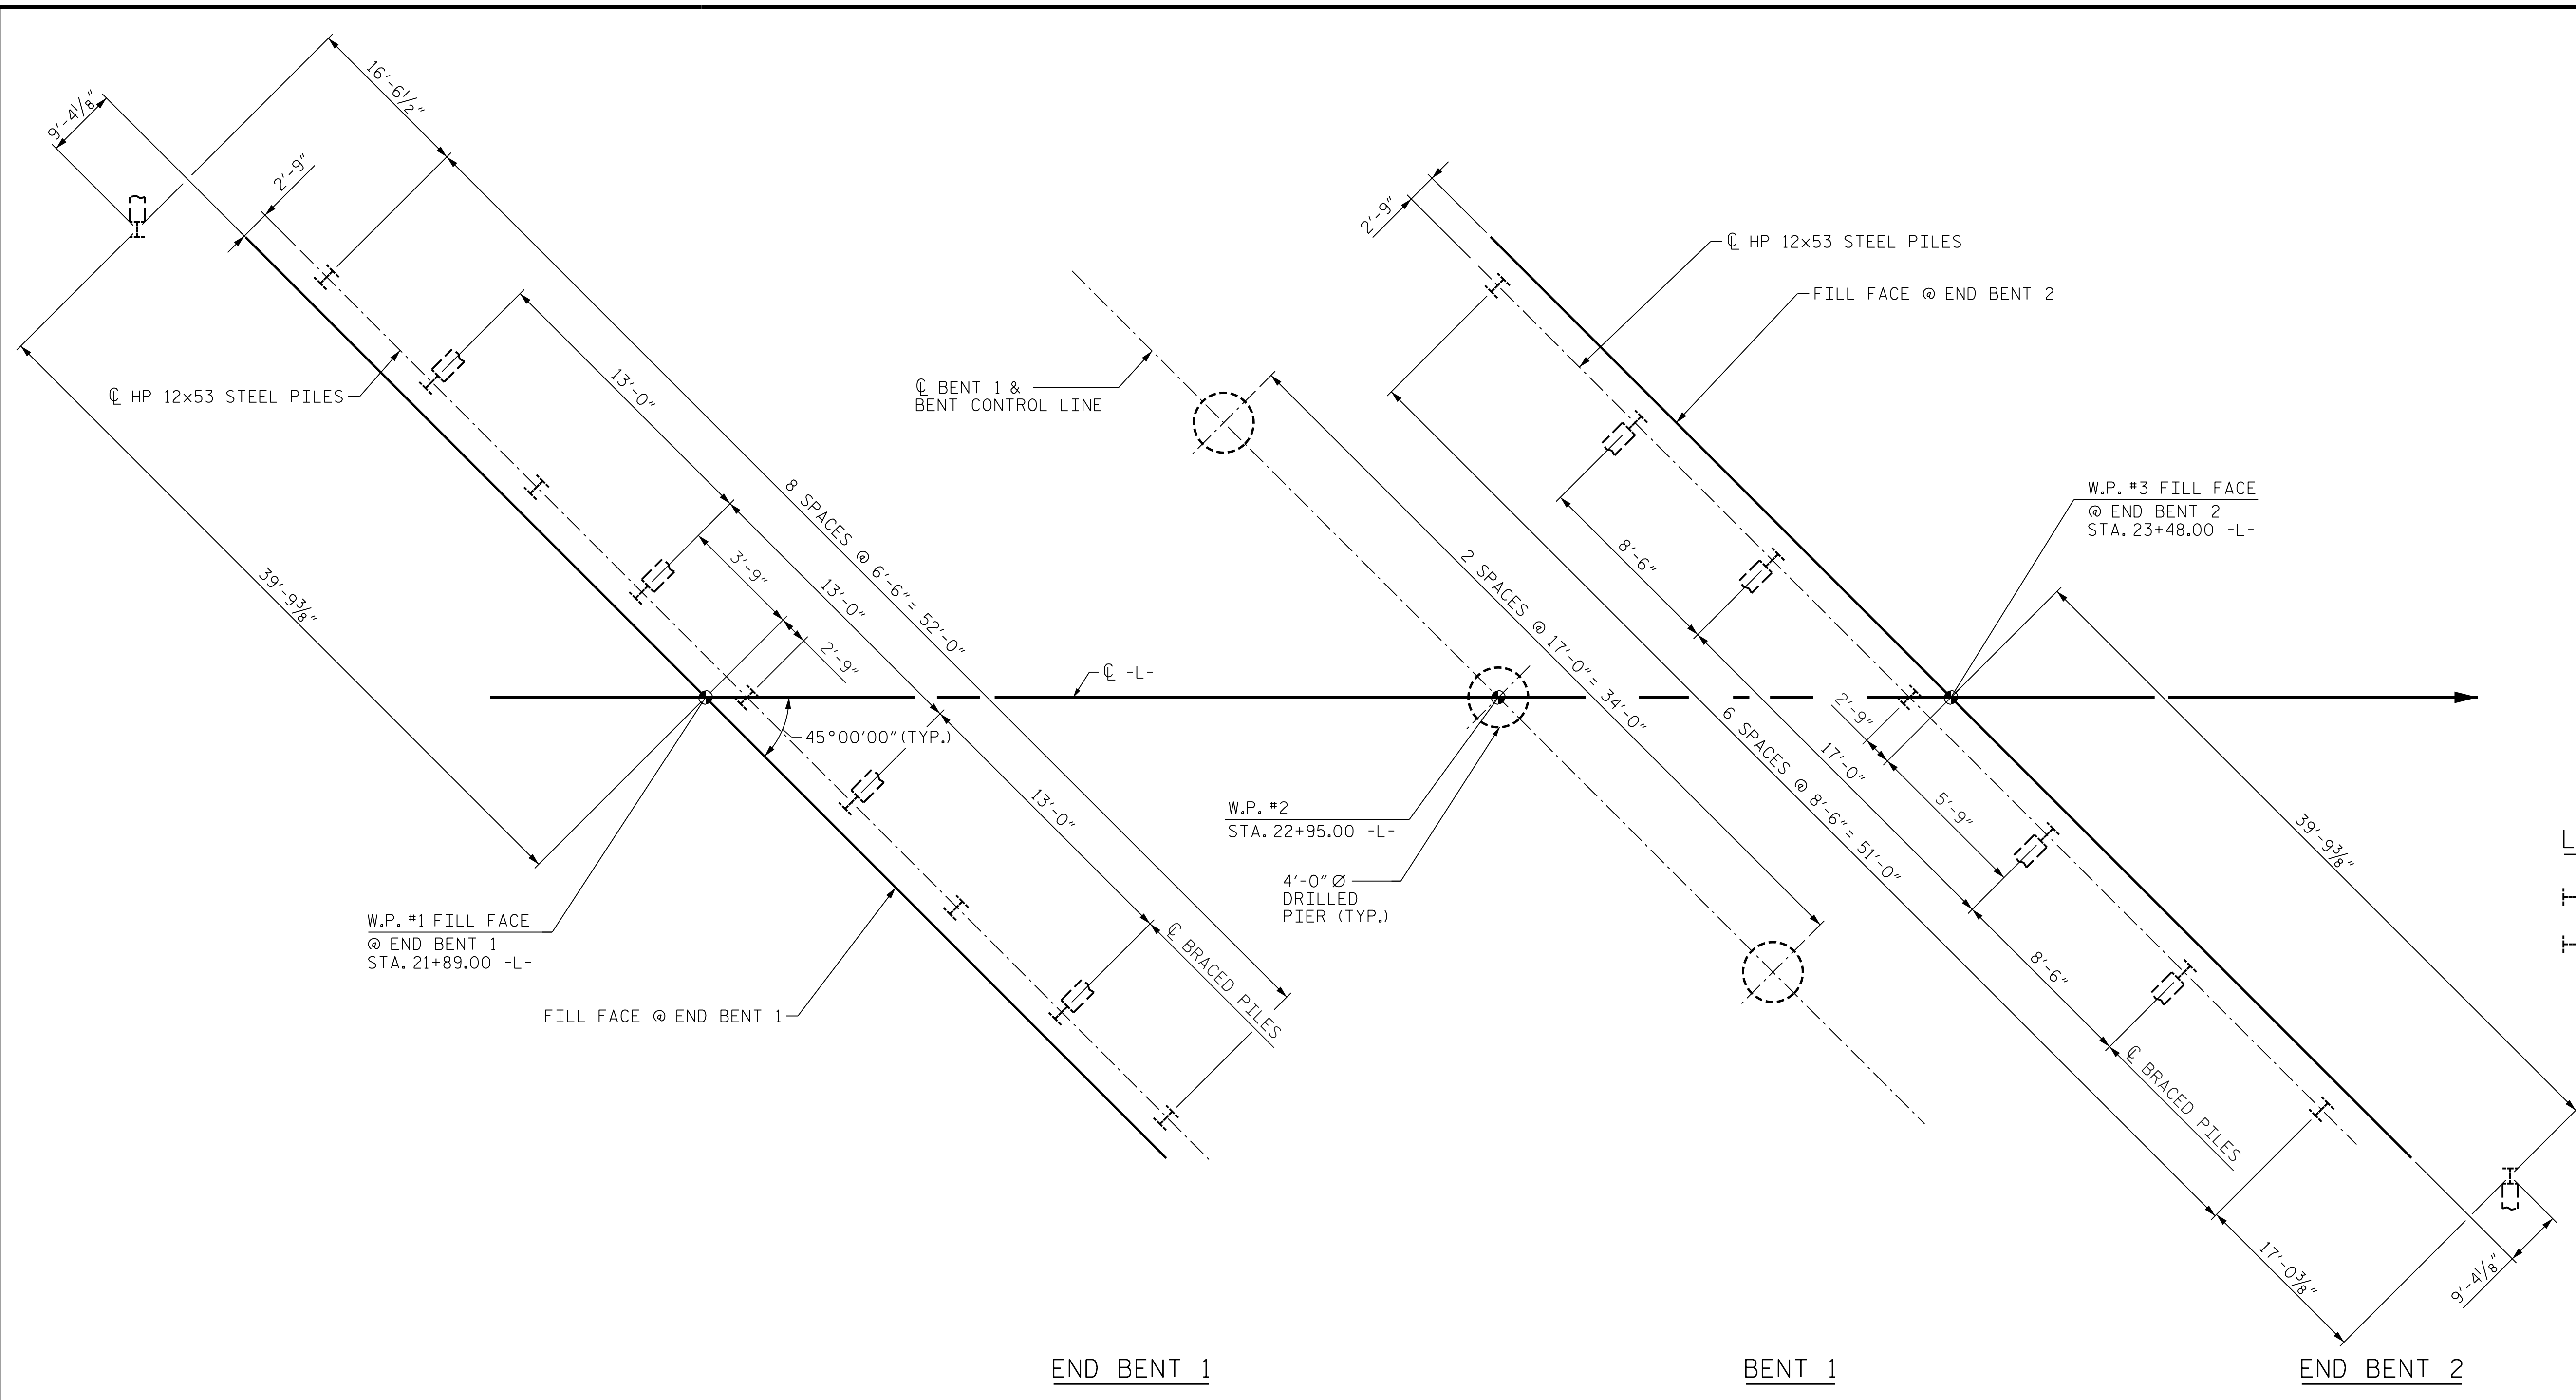 16'-6½"
9'-4⅛"
2'-9"
℄ HP 12x53 STEEL PILES
13'-0"
8 SPACES @ 6'-6" = 52'-0"
3'-9"
13'-0"
2'-9"
39'-9⅜"
45°00'00" (TYP.)
13'-0"
℄ BRACED PILES
W.P. #1 FILL FACE
@ END BENT 1
STA. 21+89.00 -L-
FILL FACE @ END BENT 1
END BENT 1
℄ BENT 1 &
BENT CONTROL LINE
℄ -L-
2 SPACES @ 17'-0" = 34'-0"
W.P. #2
STA. 22+95.00 -L-
4'-0" Ø
DRILLED
PIER (TYP.)
BENT 1
2'-9"
℄ HP 12x53 STEEL PILES
FILL FACE @ END BENT 2
W.P. #3 FILL FACE
@ END BENT 2
STA. 23+48.00 -L-
8'-6"
6 SPACES @ 8'-6" = 51'-0"
17'-0"
2'-9"
5'-9"
39'-9⅜"
8'-6"
℄ BRACED PILES
17'-0⅜"
9'-4⅛"
END BENT 2
L